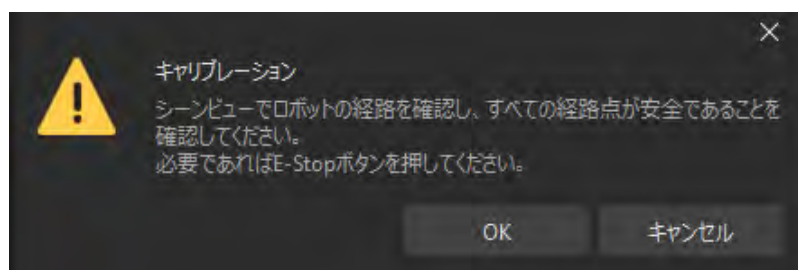 キャリブレーション
シーンビューでロボットの経路を確認し、すべての経路点が安全であることを
確認してください。
必要であればE-Stopボタンを押してください。
OK
キャンセル